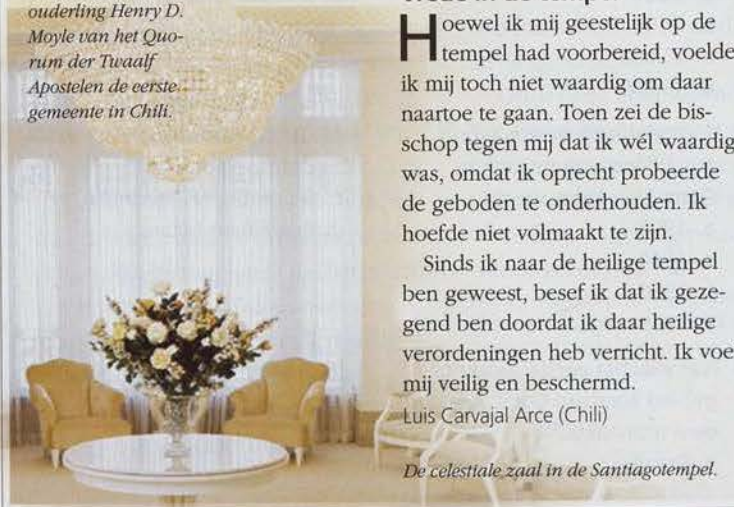 ouderling Henry D.
Moyle van het Quo-
rum der Twaalf
Apostelen de eerste
gemeente in Chili.
Hoewel ik mij geestelijk op de
tempel had voorbereid, voelde
ik mij toch niet waardig om daar
naartoe te gaan. Toen zei de bis-
schop tegen mij dat ik wél waardig
was, omdat ik oprecht probeerde
de geboden te onderhouden. Ik
hoefde niet volmaakt te zijn.
Sinds ik naar de heilige tempel
ben geweest, besef ik dat ik geze-
gend ben doordat ik daar heilige
verordeningen heb verricht. Ik voe
mij veilig en beschermd.
Luis Carvajal Arce (Chili)
De celestiale zaal in de Santiagotempel.